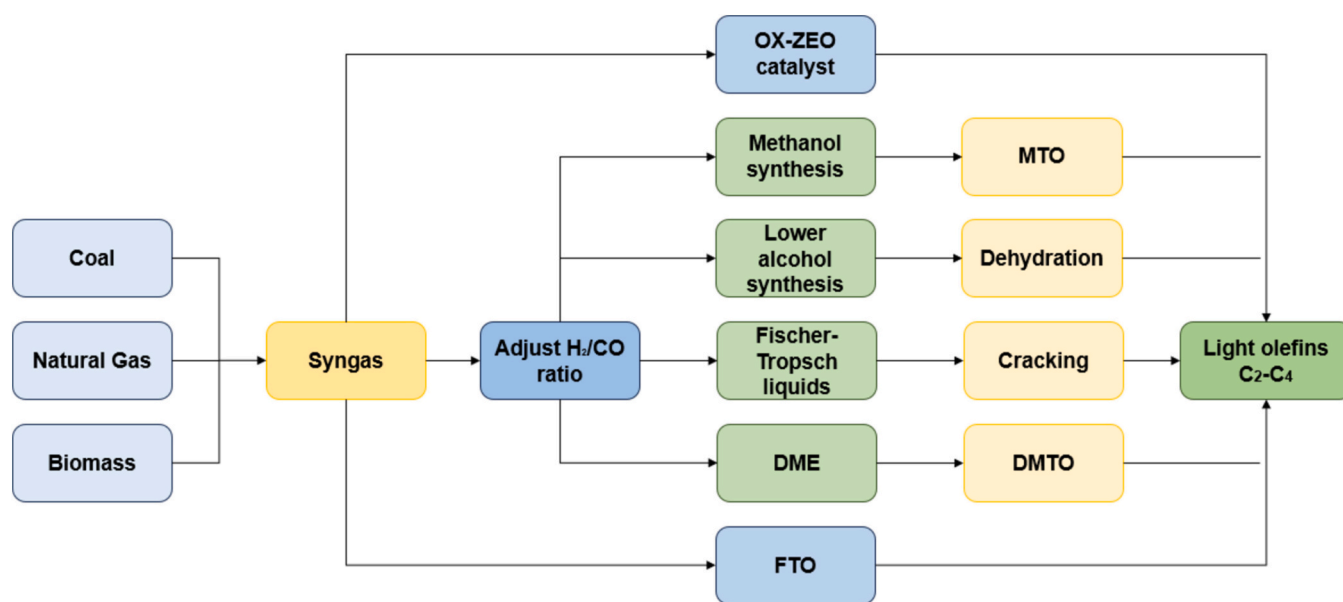 OX-ZEO
catalyst
Methanol
synthesis
MTO
Coal
Lower
alcohol
synthesis
Dehydration
Natural Gas
Syngas
Adjust H₂/CO
ratio
Fischer-
Tropsch
liquids
Cracking
Light olefins
C₂-C₄
Biomass
DME
DMTO
FTO